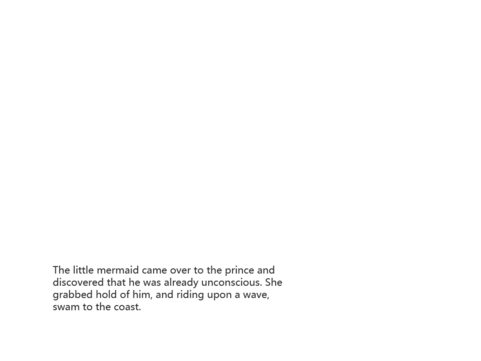 The little mermaid came over to the prince and
discovered that he was already unconscious. She
grabbed hold of him, and riding upon a wave,
swam to the coast.